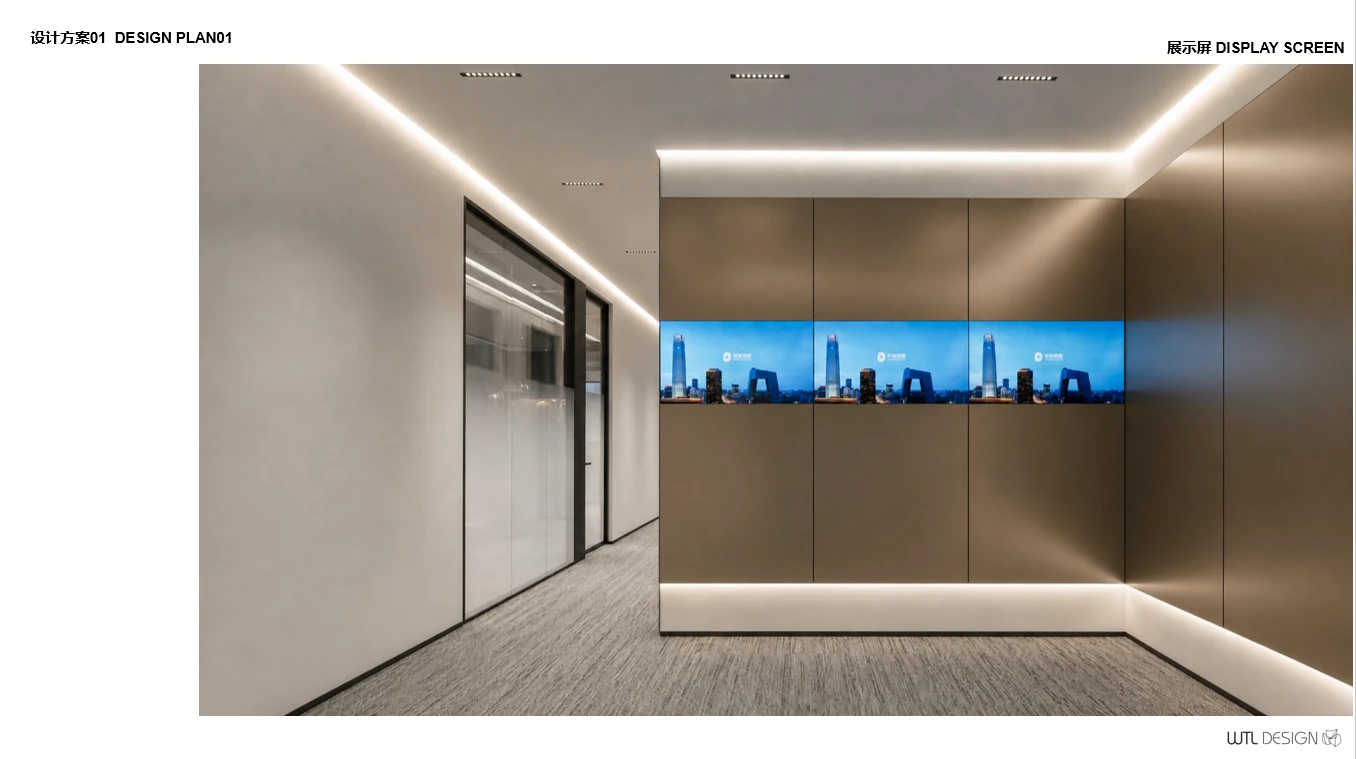 设计方案01 DESIGN PLAN01
展示屏 DISPLAY SCREEN
WTL DESIGN